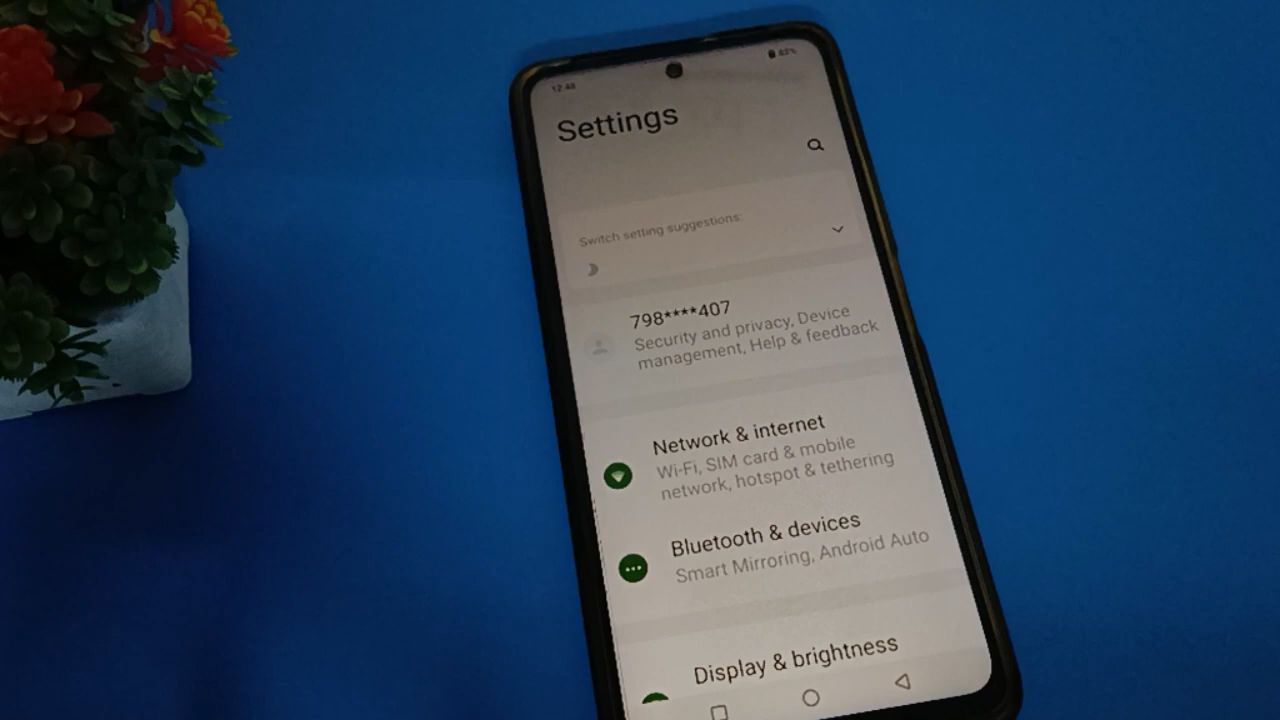 12:48
82%
Settings
Switch setting suggestions:
798****407
Security and privacy, Device
management, Help & feedback
Network & internet
Wi-Fi, SIM card & mobile
network, hotspot & tethering
Bluetooth & devices
Smart Mirroring, Android Auto
Display & brightness